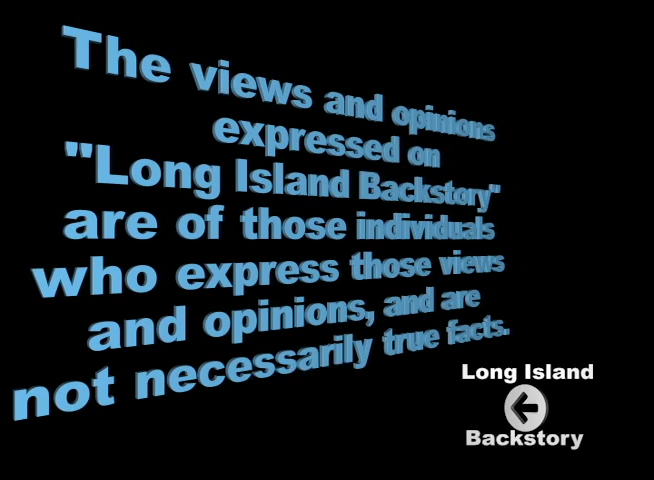 The views and opinions
expressed on
"Long Island Backstory"
are of those individuals
who express those views
and opinions, and are
not necessarily true facts.
Long Island
Backstory